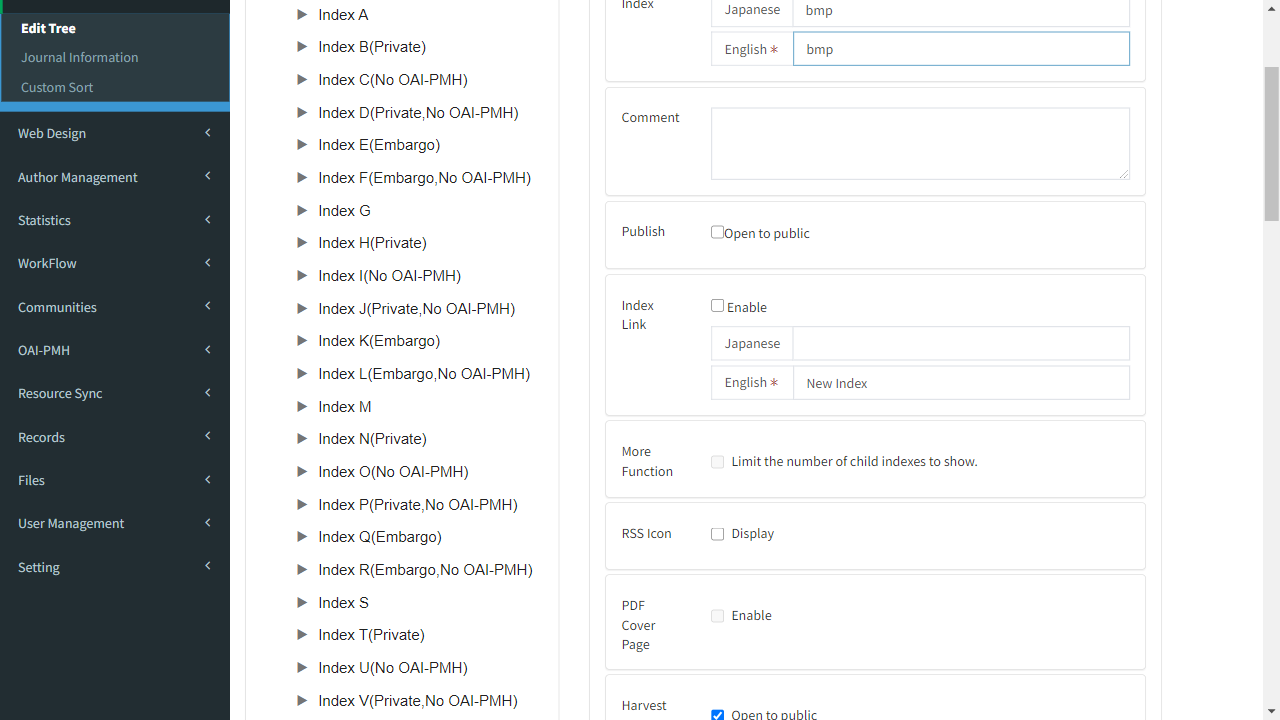 Edit Tree
Journal Information
Custom Sort
Web Design
Author Management
Statistics
WorkFlow
Communities
OAI-PMH
Resource Sync
Records
Files
User Management
Setting
Index A
Index B(Private)
Index C(No OAI-PMH)
Index D(Private,No OAI-PMH)
Index E(Embargo)
Index F(Embargo,No OAI-PMH)
Index G
Index H(Private)
Index I(No OAI-PMH)
Index J(Private,No OAI-PMH)
Index K(Embargo)
Index L(Embargo,No OAI-PMH)
Index M
Index N(Private)
Index O(No OAI-PMH)
Index P(Private,No OAI-PMH)
Index Q(Embargo)
Index R(Embargo,No OAI-PMH)
Index S
Index T(Private)
Index U(No OAI-PMH)
Index V(Private,No OAI-PMH)
Index
Japanese bmp
English * bmp
Comment
Publish
Open to public
Index
Link
Enable
Japanese
English * New Index
More
Function
Limit the number of child indexes to show.
RSS Icon
Display
PDF
Cover
Page
Enable
Harvest
Open to public